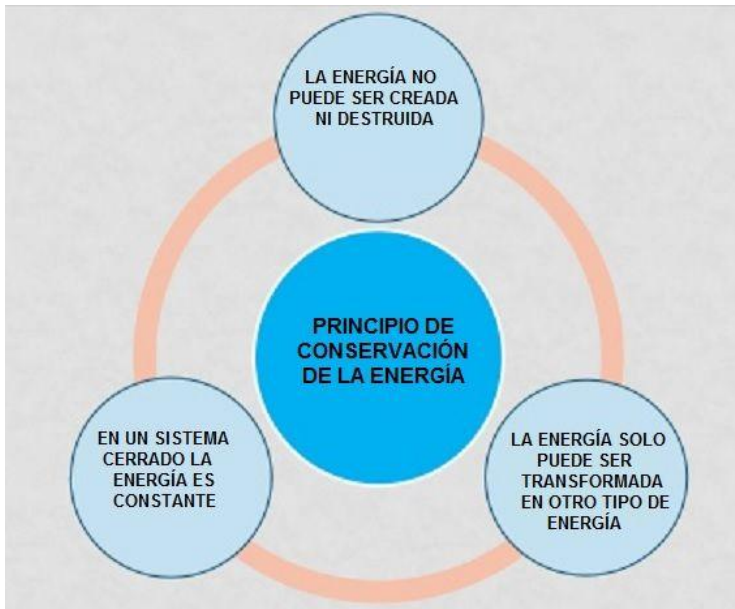 LA ENERGÍA NO
PUEDE SER CREADA
NI DESTRUIDA
PRINCIPIO DE
CONSERVACIÓN
DE LA ENERGÍA
EN UN SISTEMA
CERRADO LA
ENERGÍA ES
CONSTANTE
LA ENERGÍA SOLO
PUEDE SER
TRANSFORMADA
EN OTRO TIPO DE
ENERGÍA